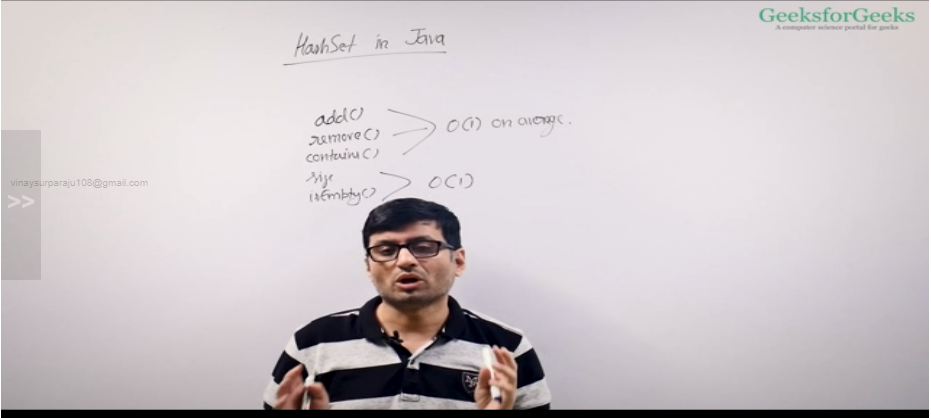 GeeksforGeeks
A computer science portal for geeks
HashSet in Java
add()
remove()
O(1) on average.
contains()
vinaysurparaju108@gmail.com
>>
size
O(1)
isEmpty()